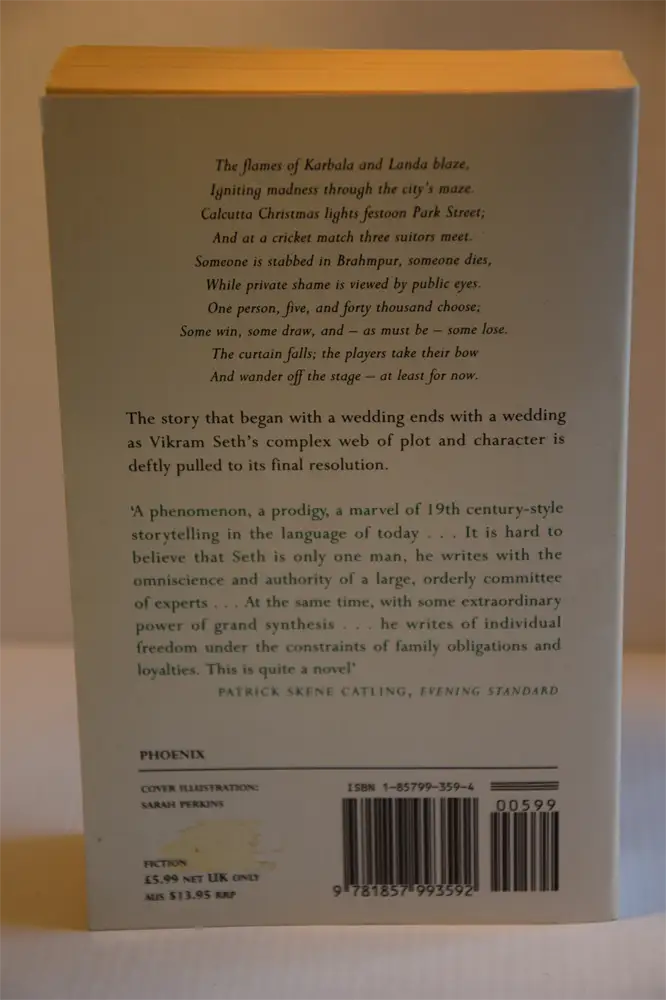 The flames of Karbala and Landa blaze,
Igniting madness through the city's maze.
Calcutta Christmas lights festoon Park Street;
And at a cricket match three suitors meet.
Someone is stabbed in Brahmpur, someone dies,
While private shame is viewed by public eyes.
One person, five, and forty thousand choose;
Some win, some draw, and – as must be – some lose.
The curtain falls; the players take their bow
And wander off the stage – at least for now.
The story that began with a wedding ends with a wedding
as Vikram Seth's complex web of plot and character is
deftly pulled to its final resolution.
'A phenomenon, a prodigy, a marvel of 19th century-style
storytelling in the language of today . . . It is hard to
believe that Seth is only one man, he writes with the
omniscience and authority of a large, orderly committee
of experts . . . At the same time, with some extraordinary
power of grand synthesis . . . he writes of individual
freedom under the constraints of family obligations and
loyalties. This is quite a novel'
PATRICK SKENE CATLING, EVENING STANDARD
PHOENIX
COVER ILLUSTRATION:
SARAH PERKINS
FICTION
£5.99 NET UK ONLY
AUS $13.95 RRP
ISBN 1-85799-359-4
00599
9 781857 993592